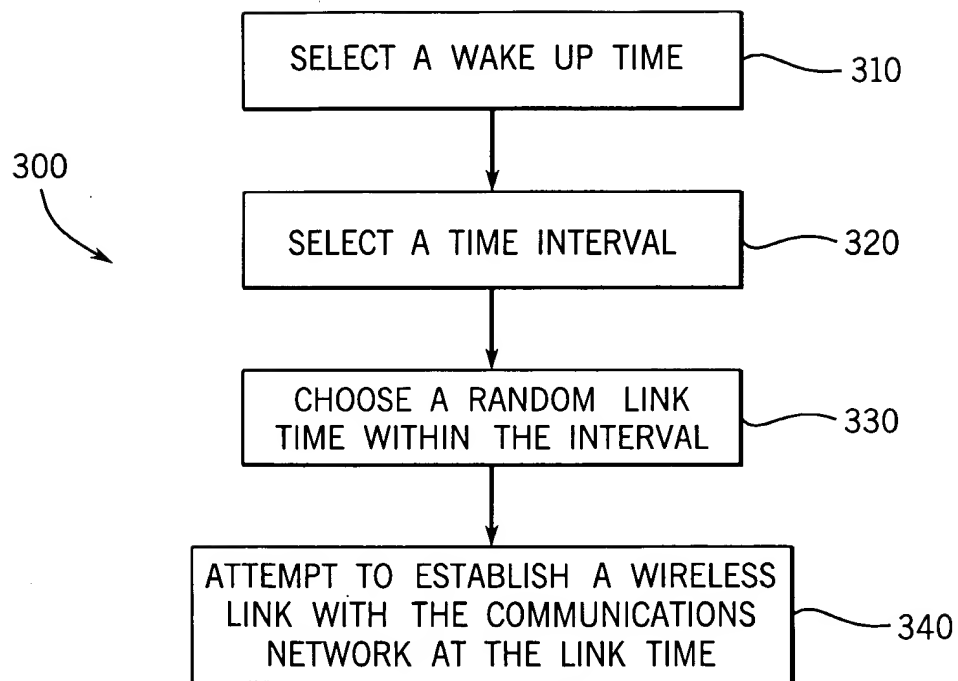 SELECT A WAKE UP TIME
310
300
SELECT A TIME INTERVAL
320
CHOOSE A RANDOM LINK
TIME WITHIN THE INTERVAL
330
ATTEMPT TO ESTABLISH A WIRELESS
LINK WITH THE COMMUNICATIONS
NETWORK AT THE LINK TIME
340